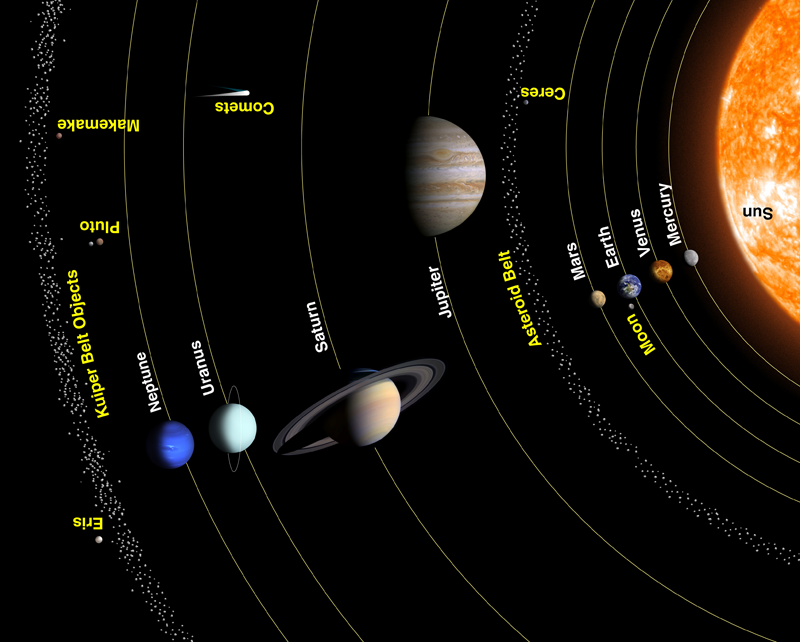 Sun
Mercury
Venus
Earth
Moon
Mars
Ceres
Asteroid Belt
Jupiter
Saturn
Comets
Uranus
Neptune
Makemake
Pluto
Kuiper Belt Objects
Eris